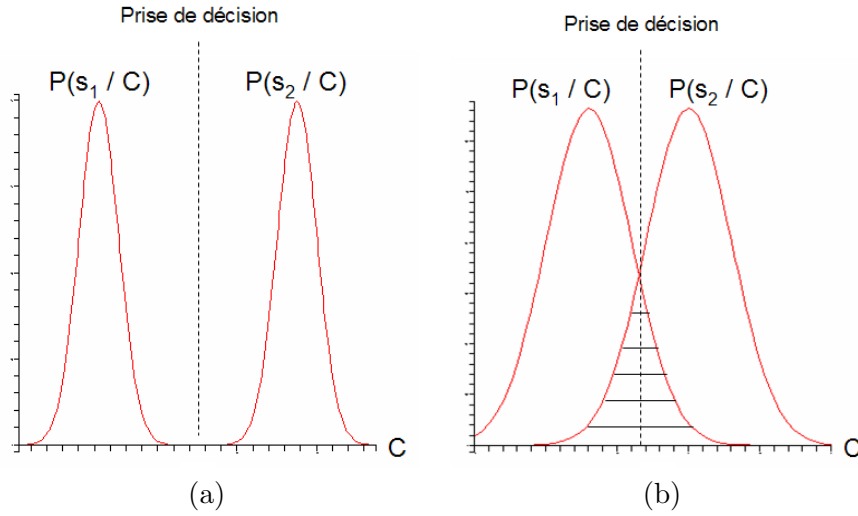 Prise de décision
P(s1 / C)
P(s2 / C)
C
(a)
Prise de décision
P(s1 / C)
P(s2 / C)
C
(b)